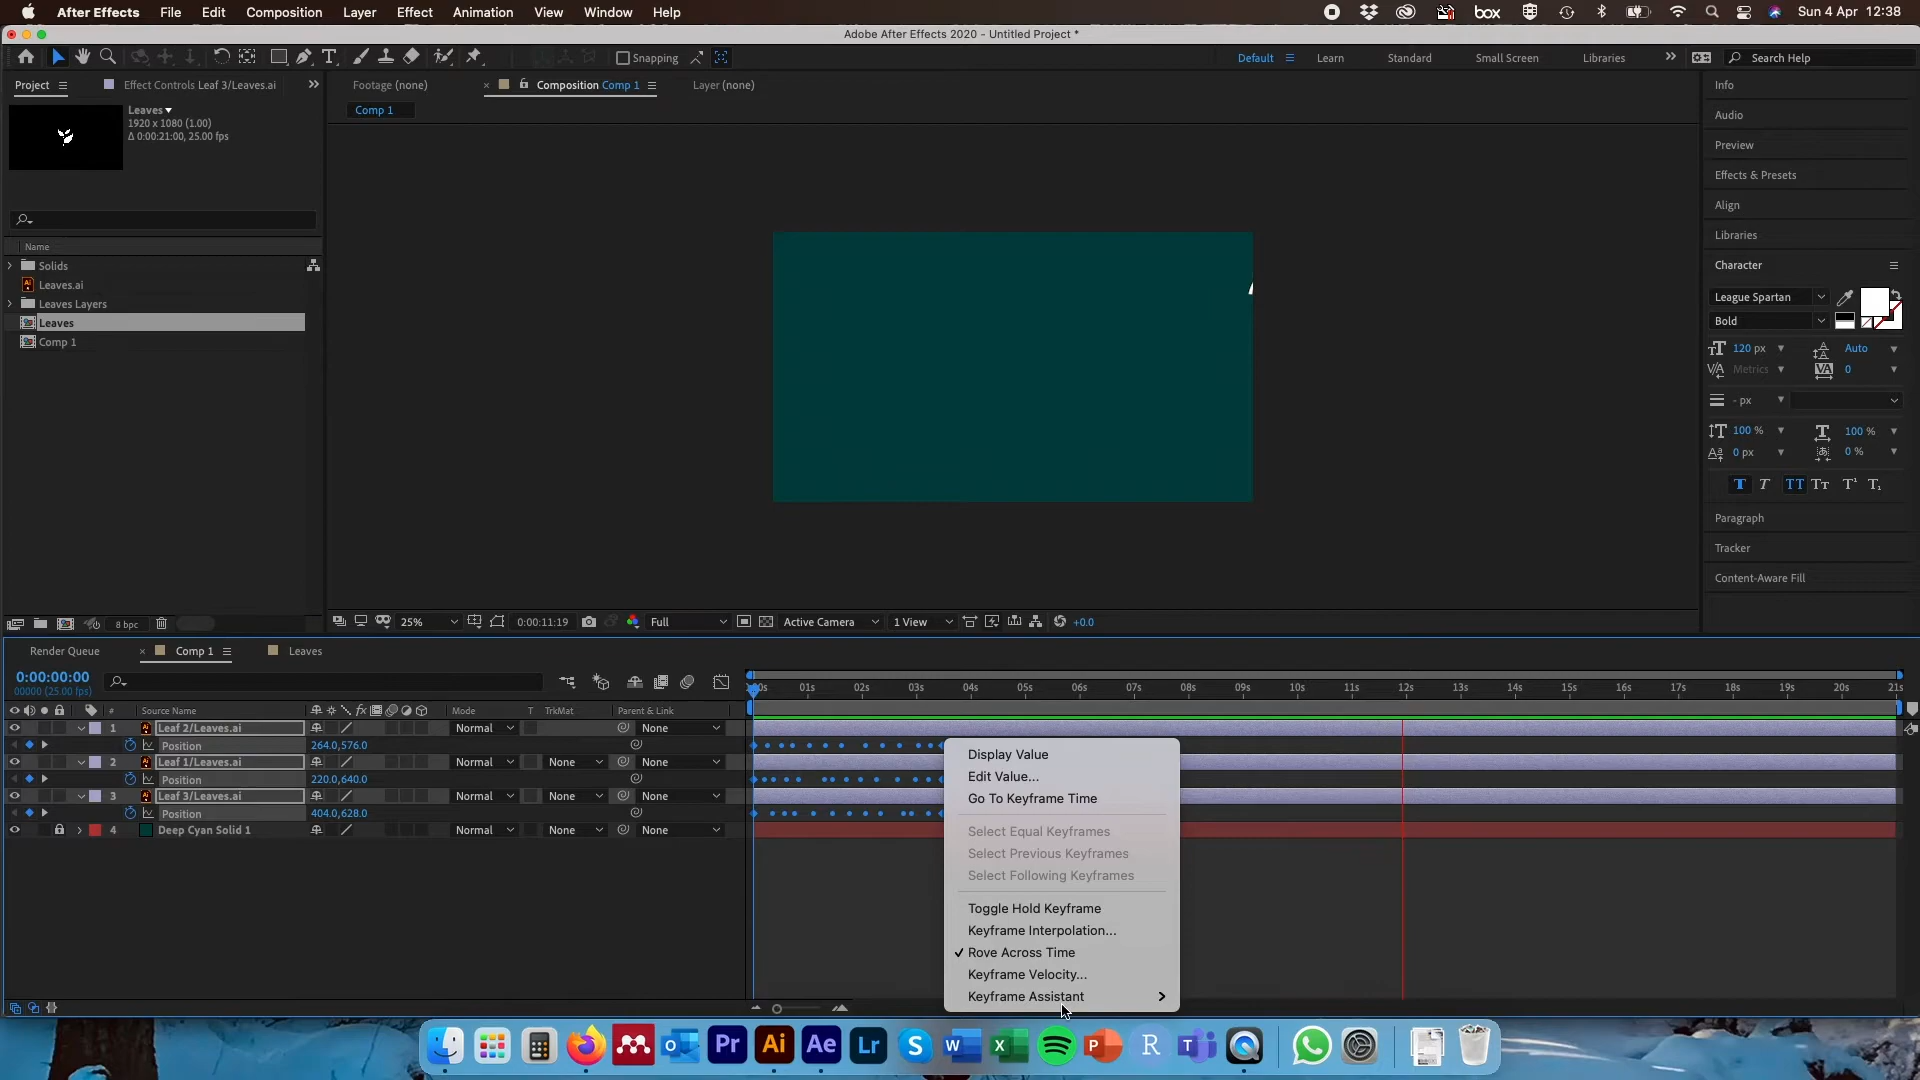 After Effects File Edit Composition Layer Effect Animation View Window Help box Sun 4 Apr 12:38
Adobe After Effects 2020 - Untitled Project *
Snapping Default Learn Standard Small Screen Libraries Search Help
Project Effect Controls Leaf 3/Leaves.ai Footage (none) Composition Comp 1 Layer (none) Info
Leaves
1920 x 1080 (1.00)
Δ 0:00:21:00, 25.00 fps
Comp 1
Audio
Preview
Effects & Presets
Align
Libraries
Character
League Spartan
Bold
120 px Auto
Metrics 0
- px
100 % 100 %
0 px 0 %
T T TT Tт T¹ T₁
Paragraph
Tracker
Content-Aware Fill
Name
Solids
Leaves.ai
Leaves Layers
Leaves
Comp 1
8 bpc
25% 0:00:11:19 Full Active Camera 1 View +0.0
Render Queue Comp 1 Leaves
0:00:00:00
00000 (25.00 fps)
01s 02s 03s 04s 05s 06s 07s 08s 09s 10s 11s 12s 13s 14s 15s 16s 17s 18s 19s 20s 21s
# Source Name fx Mode T TrkMat Parent & Link
1 Leaf 2/Leaves.ai Normal None
Position 264.0,576.0
2 Leaf 1/Leaves.ai Normal None None
Position 220.0,640.0
3 Leaf 3/Leaves.ai Normal None None
Position 404.0,628.0
4 Deep Cyan Solid 1 Normal None None
Display Value
Edit Value...
Go To Keyframe Time
Select Equal Keyframes
Select Previous Keyframes
Select Following Keyframes
Toggle Hold Keyframe
Keyframe Interpolation...
Rove Across Time
Keyframe Velocity...
Keyframe Assistant
Pr Ai Ae Lr S W X P R T